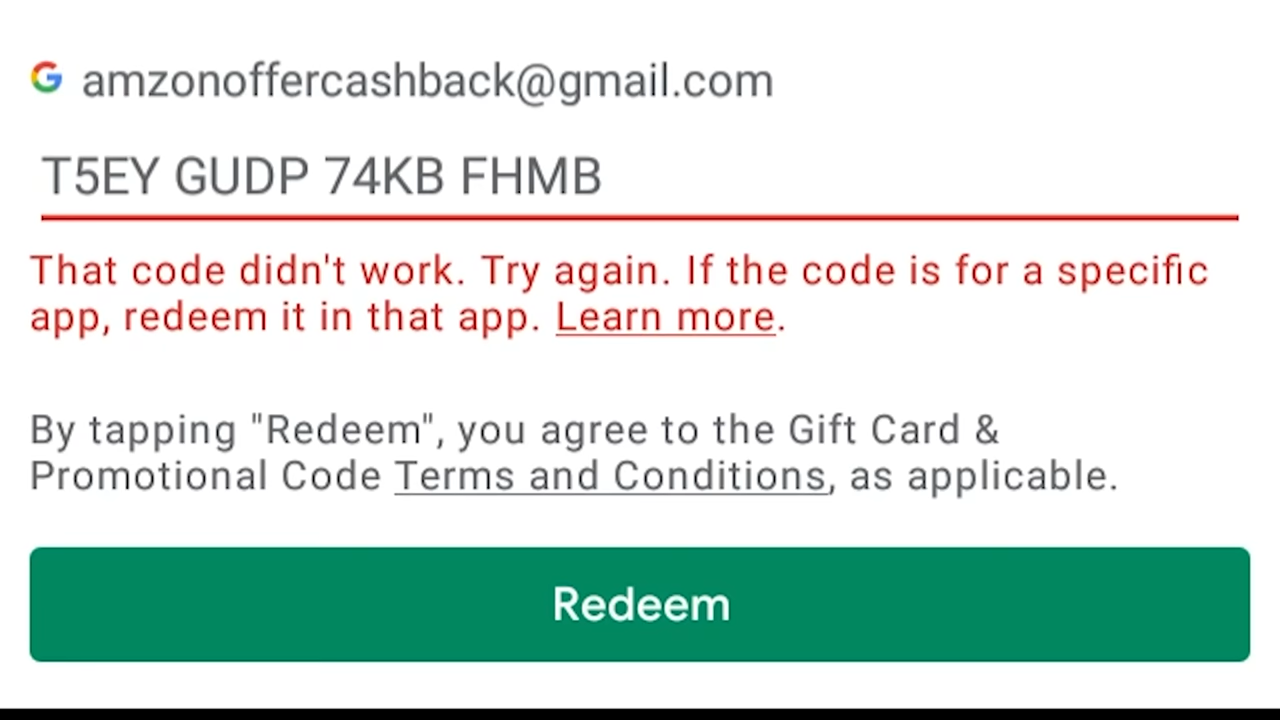 amzonoffercashback@gmail.com
T5EY GUDP 74KB FHMB
That code didn't work. Try again. If the code is for a specific
app, redeem it in that app. Learn more.
By tapping "Redeem", you agree to the Gift Card &
Promotional Code Terms and Conditions, as applicable.
Redeem